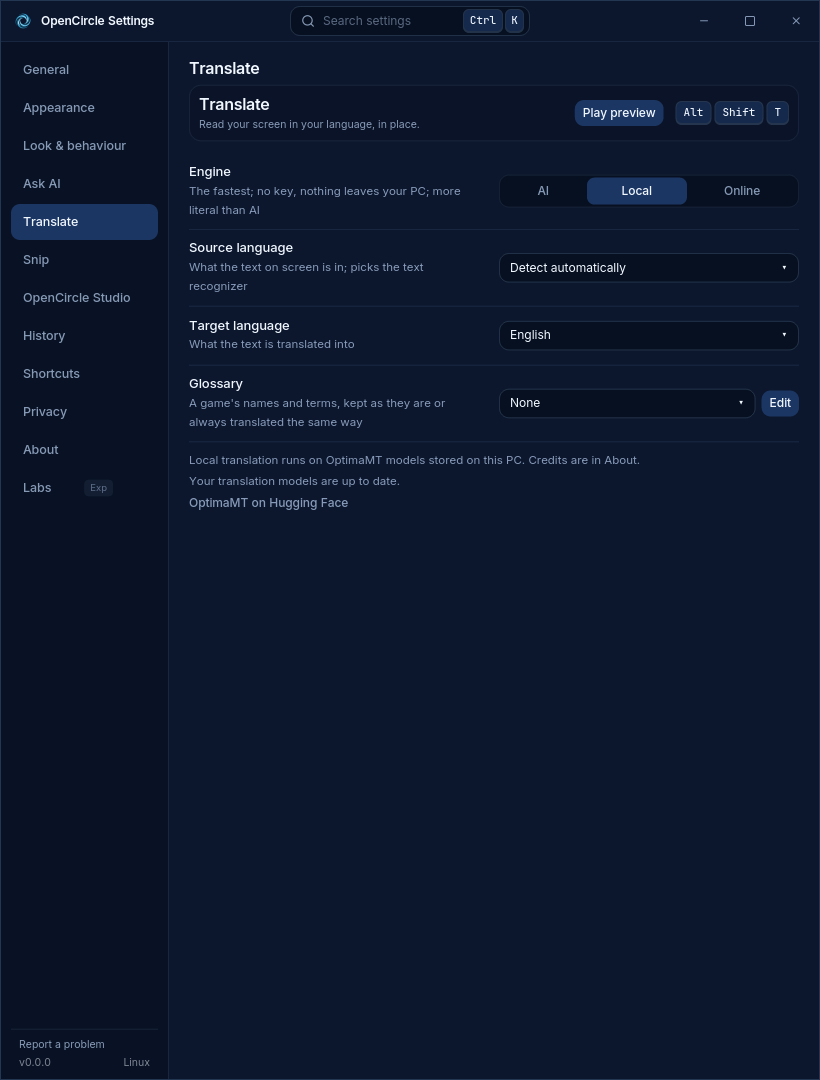 OpenCircle Settings
Search settings
Ctrl K
General
Appearance
Look & behaviour
Ask AI
Translate
Snip
OpenCircle Studio
History
Shortcuts
Privacy
About
Labs Exp
Report a problem
v0.0.0 Linux
Translate
Translate
Read your screen in your language, in place.
Play preview Alt Shift T
Engine
The fastest; no key, nothing leaves your PC; more
literal than AI
AI Local Online
Source language
What the text on screen is in; picks the text
recognizer
Detect automatically
Target language
What the text is translated into
English
Glossary
A game's names and terms, kept as they are or
always translated the same way
None Edit
Local translation runs on OptimaMT models stored on this PC. Credits are in About.
Your translation models are up to date.
OptimaMT on Hugging Face